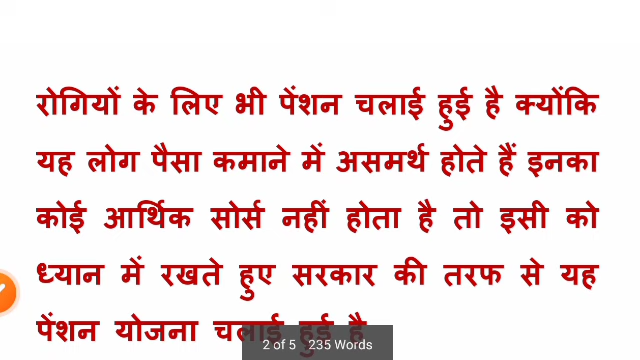 रोगियों के लिए भी पेंशन चलाई हुई है क्योंकि
यह लोग पैसा कमाने में असमर्थ होते हैं इनका
कोई आर्थिक सोर्स नहीं होता है तो इसी को
ध्यान में रखते हुए सरकार की तरफ से यह
पेंशन योजना चलाई हुई है
2 of 5 235 Words